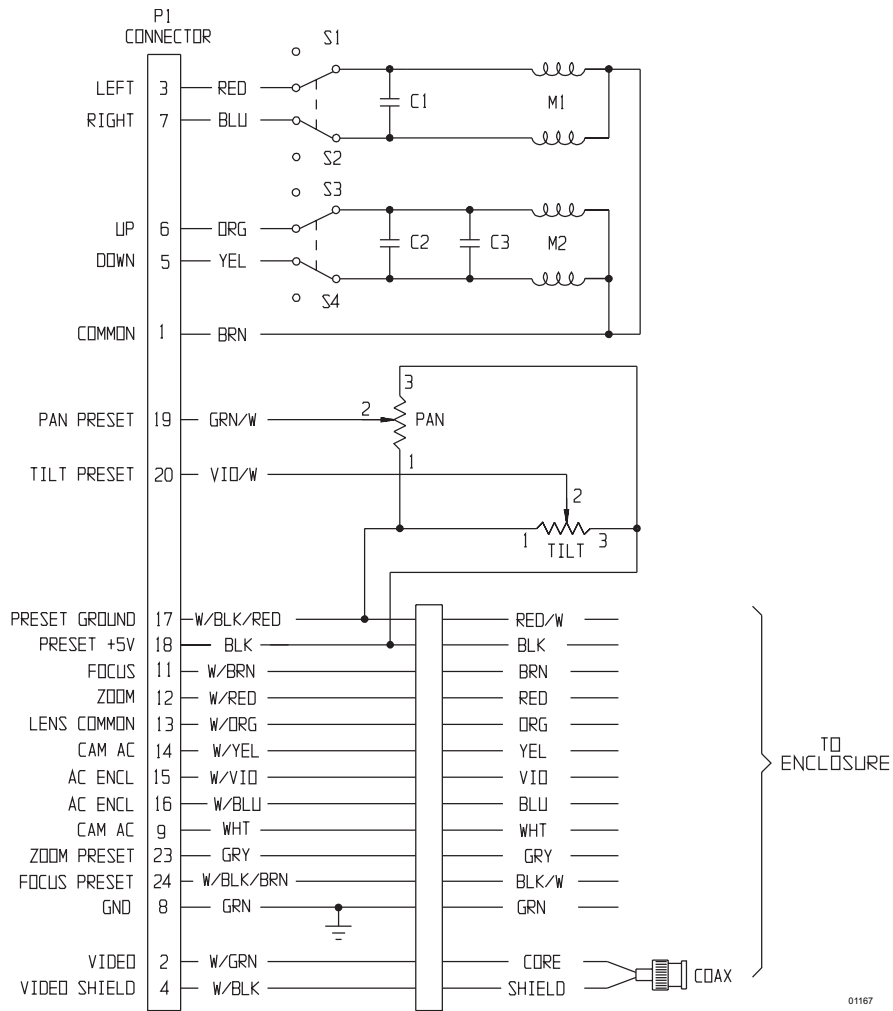 P1
CONNECTOR
S1
LEFT 3 RED
C1 M1
RIGHT 7 BLU
S2
S3
UP 6 ORG
C2 C3 M2
DOWN 5 YEL
S4
COMMON 1 BRN
3
PAN PRESET 19 GRN/W 2 PAN
1
TILT PRESET 20 VIO/W
2
1 TILT 3
PRESET GROUND 17 W/BLK/RED RED/W
PRESET +5V 18 BLK BLK
FOCUS 11 W/BRN BRN
ZOOM 12 W/RED RED
LENS COMMON 13 W/ORG ORG
CAM AC 14 W/YEL YEL
TO
ENCLOSURE
AC ENCL 15 W/VIO VIO
AC ENCL 16 W/BLU BLU
CAM AC 9 WHT WHT
ZOOM PRESET 23 GRY GRY
FOCUS PRESET 24 W/BLK/BRN BLK/W
GND 8 GRN GRN
VIDEO 2 W/GRN CORE
COAX
VIDEO SHIELD 4 W/BLK SHIELD
01167